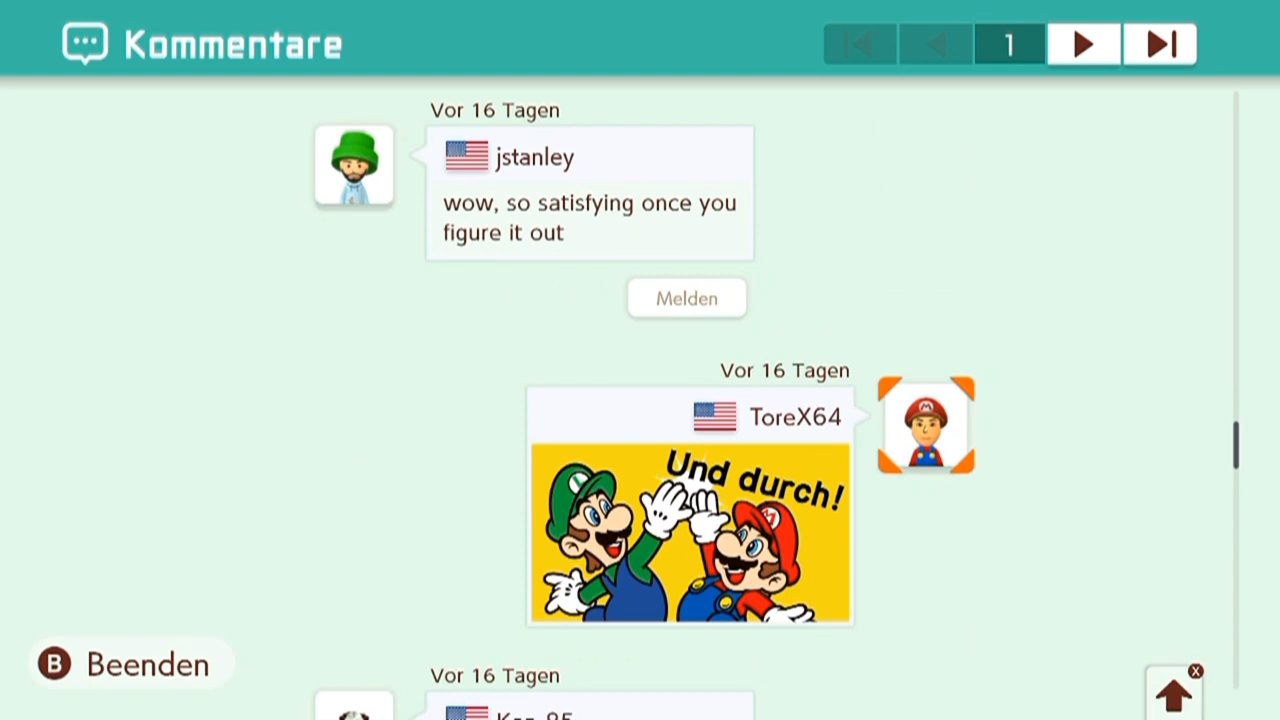 Kommentare
1
Vor 16 Tagen
jstanley
wow, so satisfying once you
figure it out
Melden
Vor 16 Tagen
ToreX64
Und durch!
B Beenden
Vor 16 Tagen
X